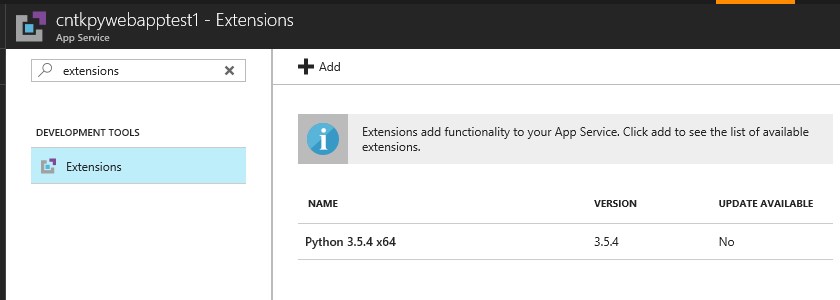 cntkpywebapptest1 - Extensions
App Service
extensions
Add
DEVELOPMENT TOOLS
Extensions
Extensions add functionality to your App Service. Click add to see the list of available
extensions.
NAME VERSION UPDATE AVAILABLE
Python 3.5.4 x64 3.5.4 No